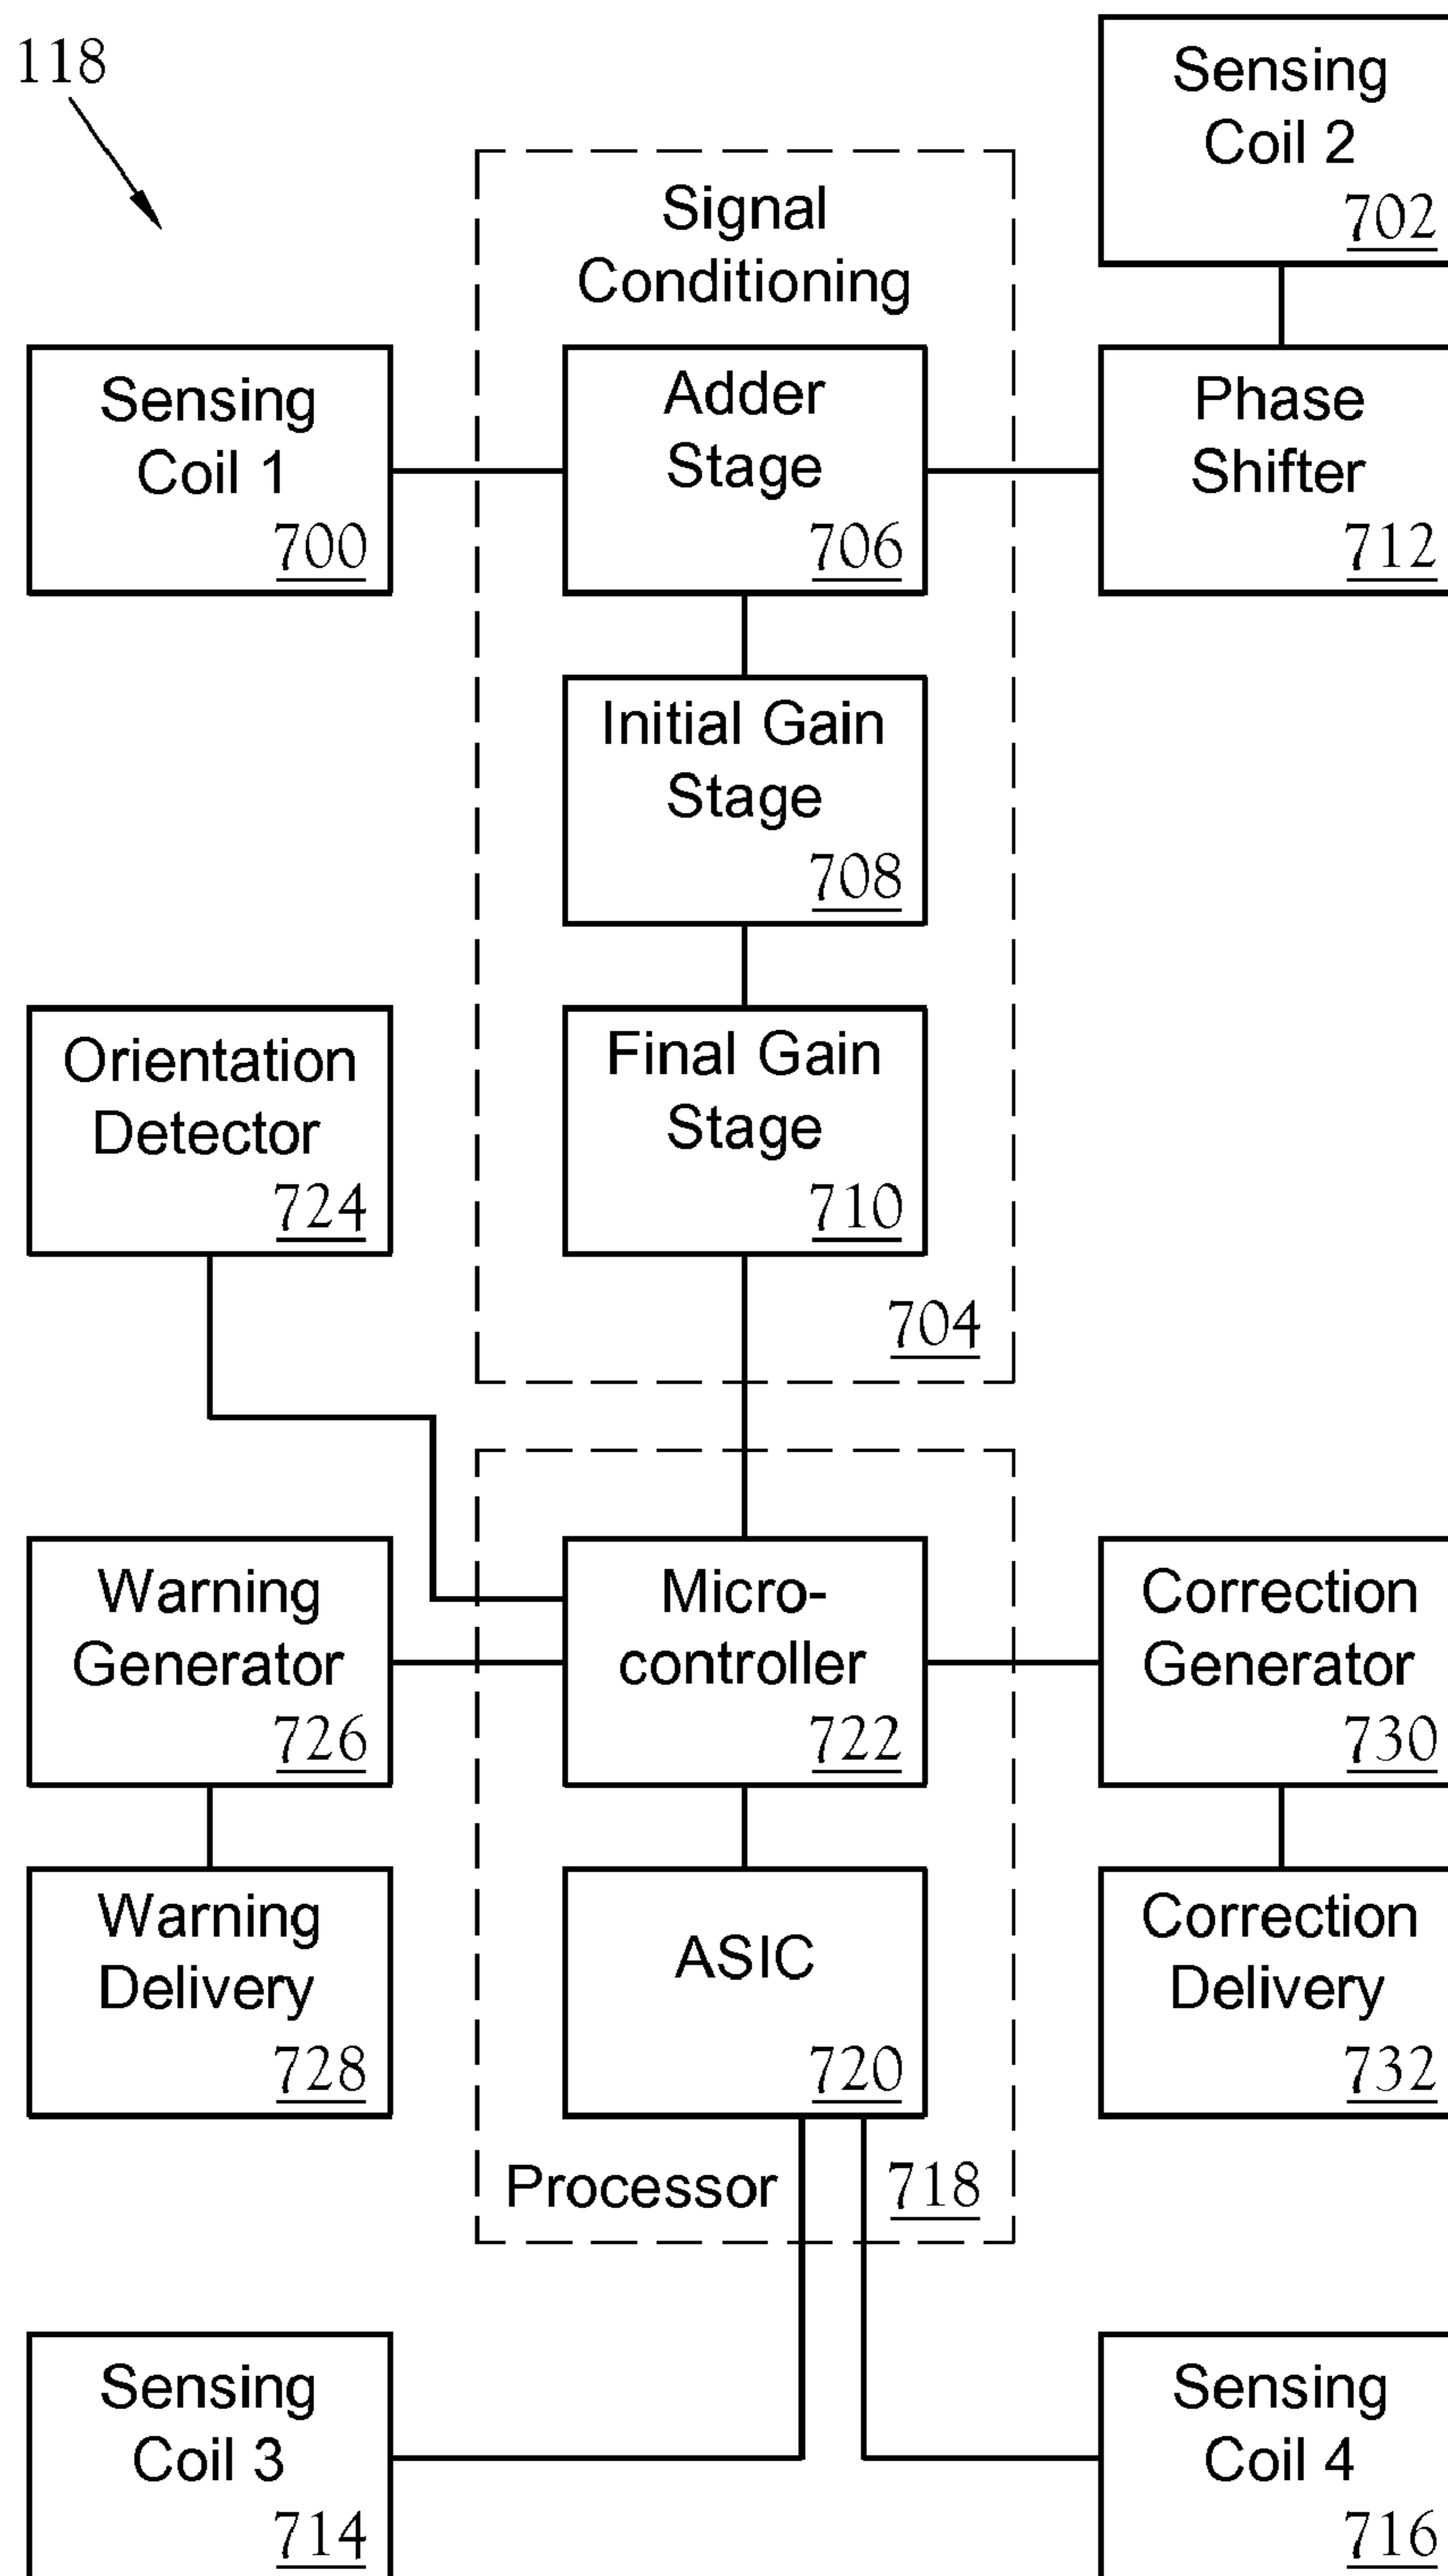 118
Sensing
Coil 2
702
Signal
Conditioning
Sensing
Coil 1
700
Adder
Stage
706
Phase
Shifter
712
Initial Gain
Stage
708
Orientation
Detector
724
Final Gain
Stage
710
704
Warning
Generator
726
Micro-
controller
722
Correction
Generator
730
Warning
Delivery
728
ASIC
720
Correction
Delivery
732
Processor
718
Sensing
Coil 3
714
Sensing
Coil 4
716